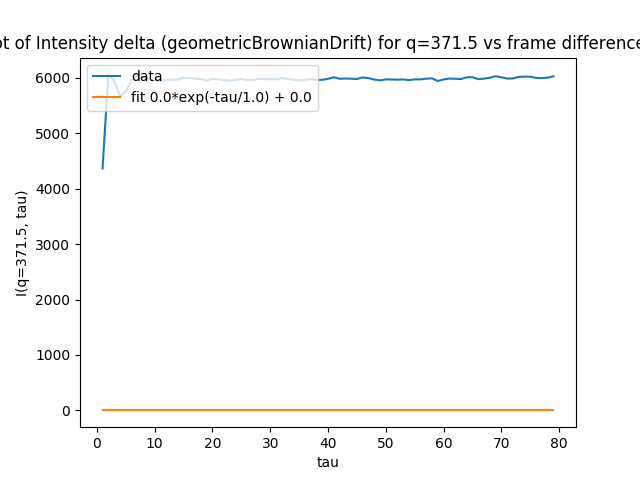 ot of Intensity delta (geometricBrownianDrift) for q=371.5 vs frame difference
data
fit 0.0*exp(-tau/1.0) + 0.0
6000
5000
4000
3000
2000
1000
0
I(q=371.5, tau)
0 10 20 30 40 50 60 70 80
tau